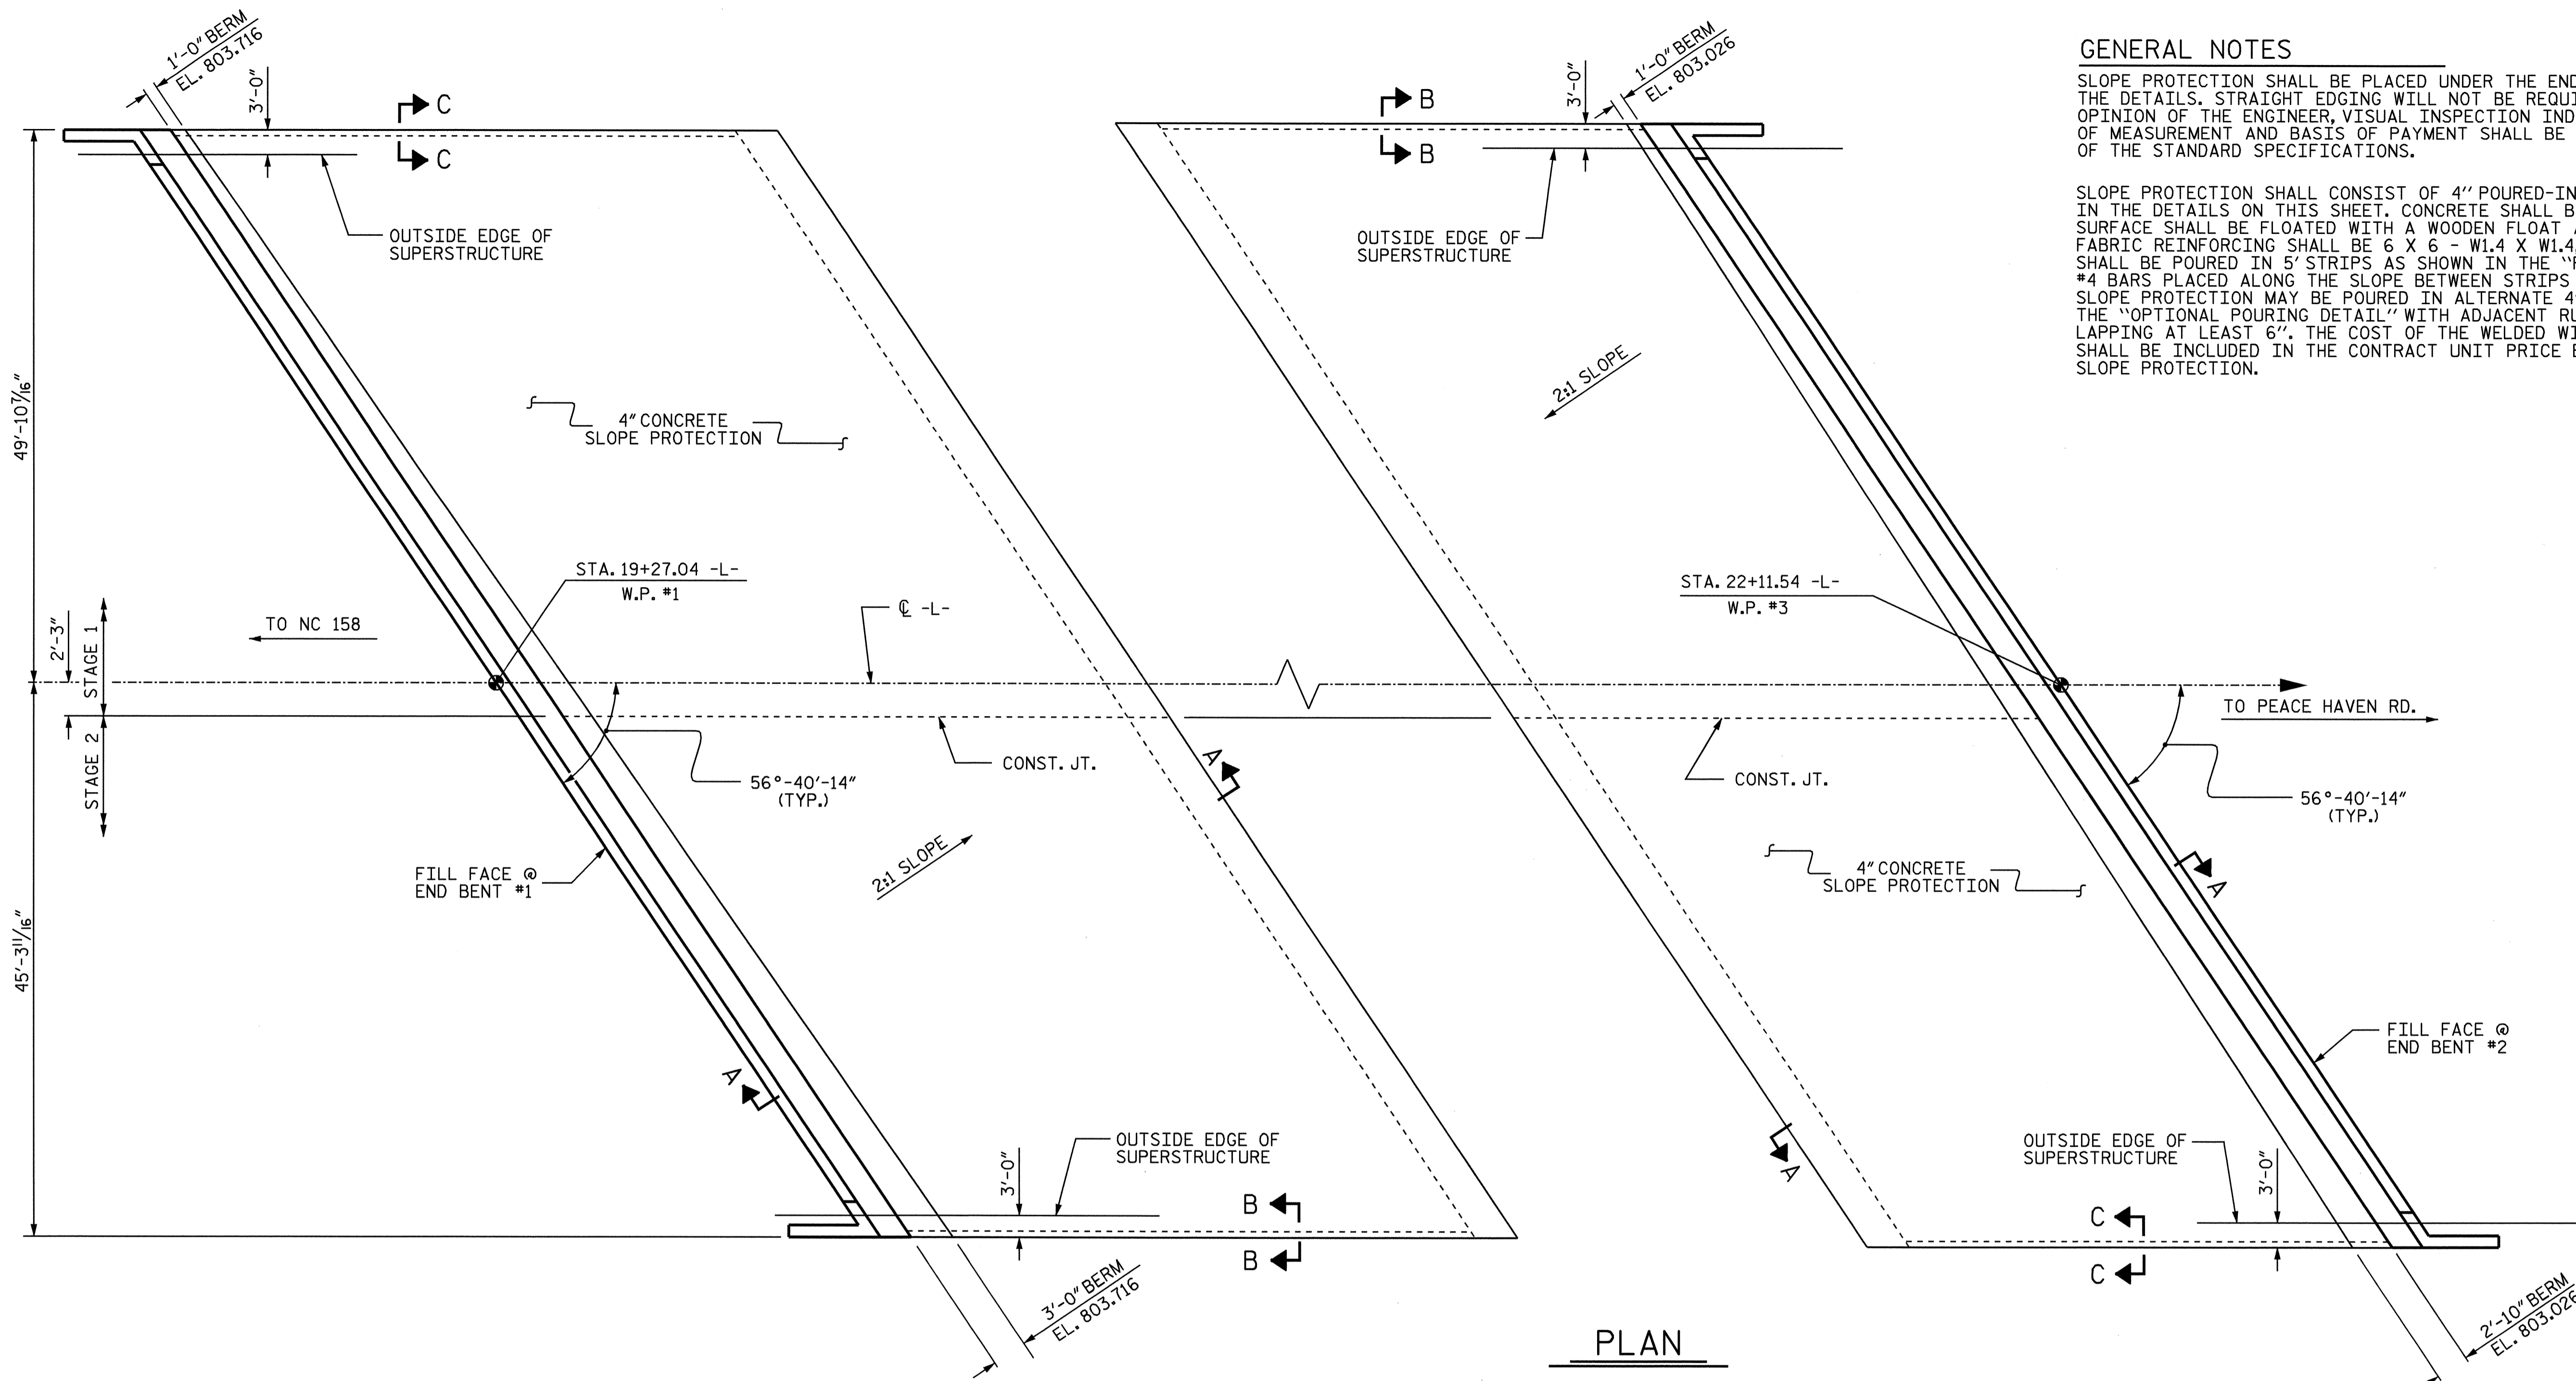 1'-0" BERM
EL. 803.716
3'-0"
C
C
OUTSIDE EDGE OF
SUPERSTRUCTURE
1'-0" BERM
EL. 803.026
3'-0"
B
B
OUTSIDE EDGE OF
SUPERSTRUCTURE
GENERAL NOTES
SLOPE PROTECTION SHALL BE PLACED UNDER THE END
THE DETAILS. STRAIGHT EDGING WILL NOT BE REQUI
OPINION OF THE ENGINEER, VISUAL INSPECTION IND
OF MEASUREMENT AND BASIS OF PAYMENT SHALL BE
OF THE STANDARD SPECIFICATIONS.
SLOPE PROTECTION SHALL CONSIST OF 4" POURED-IN
IN THE DETAILS ON THIS SHEET. CONCRETE SHALL B
SURFACE SHALL BE FLOATED WITH A WOODEN FLOAT A
FABRIC REINFORCING SHALL BE 6 X 6 - W1.4 X W1.4
SHALL BE POURED IN 5' STRIPS AS SHOWN IN THE "
#4 BARS PLACED ALONG THE SLOPE BETWEEN STRIPS
SLOPE PROTECTION MAY BE POURED IN ALTERNATE 4
THE "OPTIONAL POURING DETAIL" WITH ADJACENT RU
LAPPING AT LEAST 6". THE COST OF THE WELDED WI
SHALL BE INCLUDED IN THE CONTRACT UNIT PRICE
SLOPE PROTECTION.
49'-10 7/16"
4" CONCRETE
SLOPE PROTECTION
2:1 SLOPE
STA. 19+27.04 -L-
W.P. #1
STA. 22+11.54 -L-
W.P. #3
℄ -L-
TO NC 158
2'-3"
STAGE 1
STAGE 2
TO PEACE HAVEN RD.
CONST. JT.
CONST. JT.
56°-40'-14"
(TYP.)
56°-40'-14"
(TYP.)
A
A
2:1 SLOPE
FILL FACE @
END BENT #1
4" CONCRETE
SLOPE PROTECTION
45'-3 11/16"
FILL FACE @
END BENT #2
A
A
OUTSIDE EDGE OF
SUPERSTRUCTURE
3'-0"
B
B
OUTSIDE EDGE OF
SUPERSTRUCTURE
3'-0"
C
C
3'-0" BERM
EL. 803.716
2'-10" BERM
EL. 803.026
PLAN